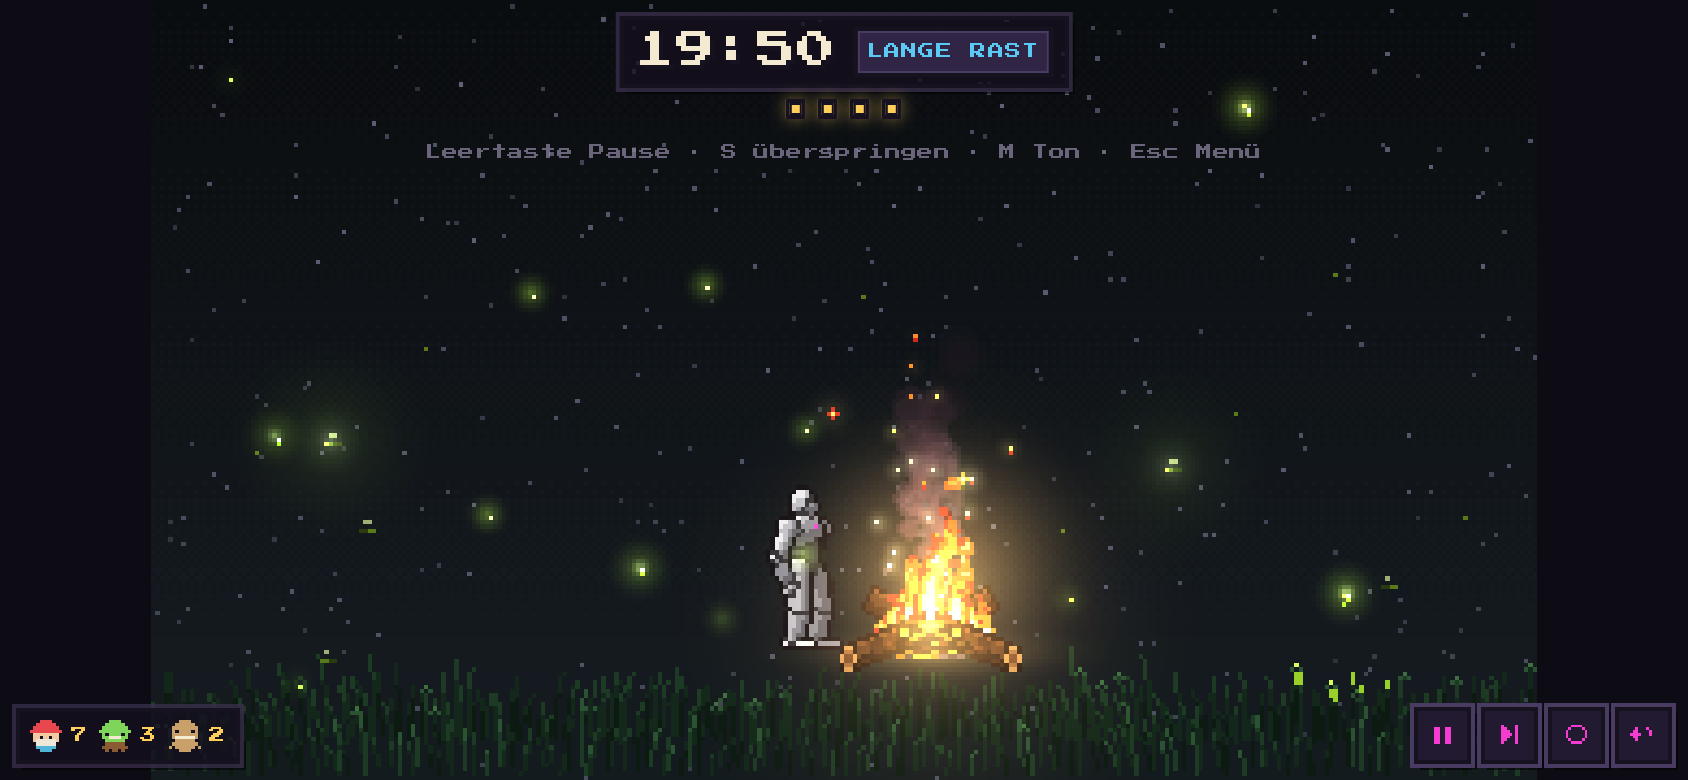 19:50 LANGE RAST
Leertaste Pause · S überspringen · M Ton · Esc Menü
7 3 2